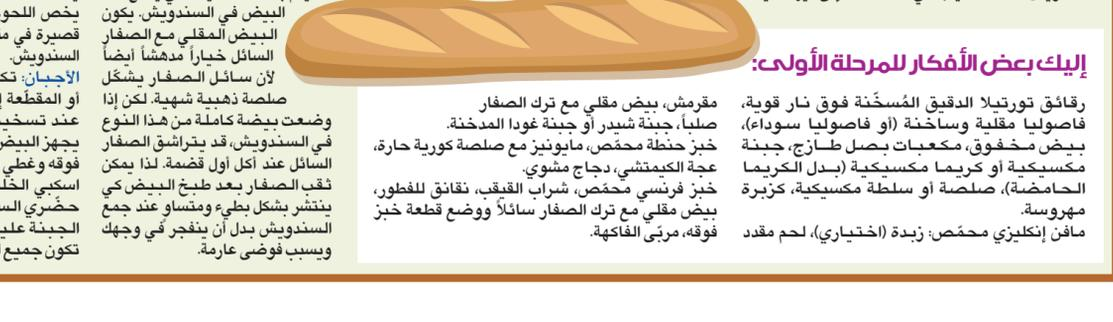 إليك بعض الأفكار للمرحلة الأولى:
رقائق تورتيلا الدقيق المُسخّنة فوق نار قوية،
فاصوليا مقلية وساخنة (أو فاصوليا سوداء)،
بيض مخفوق، مكعبات بصل طازج، جبنة
مكسيكية أو كريما مكسيكية (بدل الكريما
الحامضة)، صلصة أو سلطة مكسيكية، كزبرة
مهروسة.
مافن إنكليزي محمّص: زبدة (اختياري)، لحم مقدد
مقرمش، بيض مقلي مع ترك الصفار
صلباً، جبنة شيدر أو جبنة غودا المدخنة.
خبز حنطة محمّص، مايونيز مع صلصة كورية حارة،
عجة الكيمتشي، دجاج مشوي.
خبز فرنسي محمّص، شراب القيقب، نقانق للفطور،
بيض مقلي مع ترك الصفار سائلاً ووضع قطعة خبز
فوقه، مربّى الفاكهة.
البيض في السندويش. يكون
البيض المقلي مع الصفار
السائل خياراً مدهشاً أيضاً
لأن سائل الصفار يشكّل
صلصة ذهبية شهية. لكن إذا
وضعت بيضة كاملة من هذا النوع
في السندويش، قد يتراشق الصفار
السائل عند أكل أول قضمة. لذا يمكن
ثقب الصفار بعد طبخ البيض كي
ينتشر بشكل بطيء ومتساوٍ عند جمع
السندويش بدل أن ينفجر في وجهك
ويسبب فوضى عارمة.
يخص اللحو
قصيرة في
السندويش.
الأجبان: تك
أو المقطّعة
عند تسخي
يجهز البيض
فوقه وغطي
اسكبي الخل
حضّري الس
الجبنة علي
تكون جميع